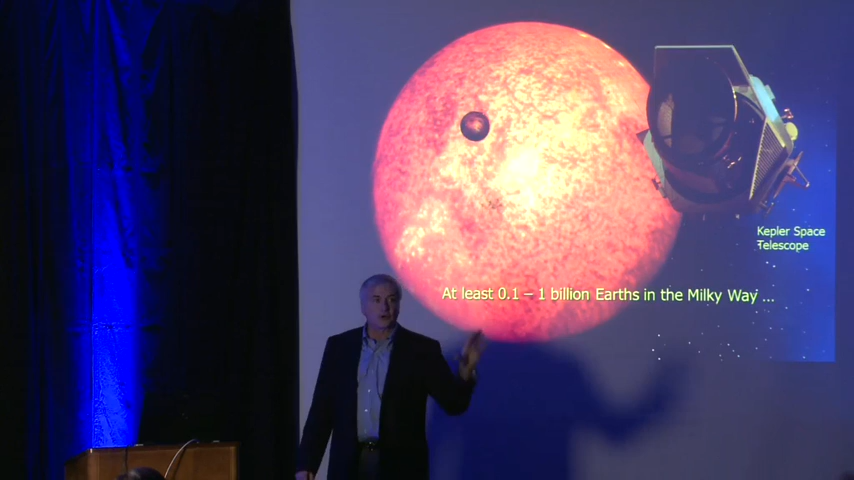 Kepler Space
Telescope
At least 0.1 – 1 billion Earths in the Milky Way ...